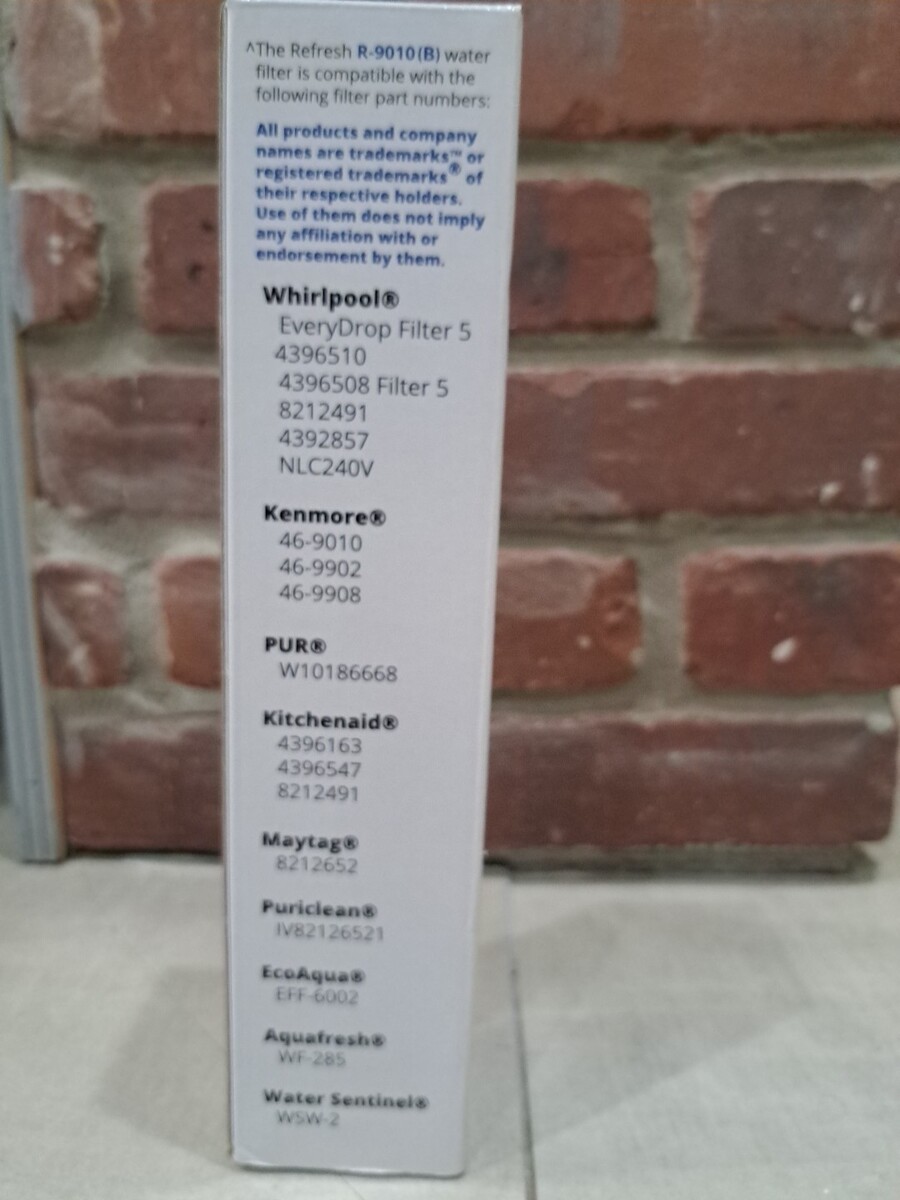 ^The Refresh R-9010(B) water
filter is compatible with the
following filter part numbers:
All products and company
names are trademarks™ or
registered trademarks® of
their respective holders.
Use of them does not imply
any affiliation with or
endorsement by them.
Whirlpool®
EveryDrop Filter 5
4396510
4396508 Filter 5
8212491
4392857
NLC240V
Kenmore®
46-9010
46-9902
46-9908
PUR®
W10186668
Kitchenaid®
4396163
4396547
8212491
Maytag®
8212652
Puriclean®
IV82126521
EcoAqua®
EFF-6002
Aquafresh®
WF-285
Water Sentinel®
WSW-2